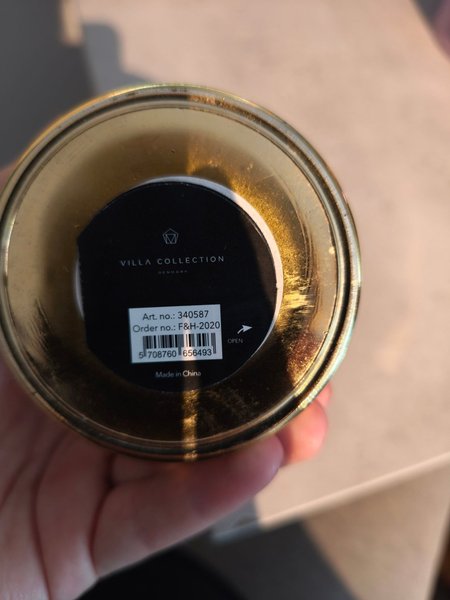 VILLA COLLECTION
DENMARK
Art. no.: 340587
Order no.: F&H-2020
5 708760 656493
OPEN
Made in China